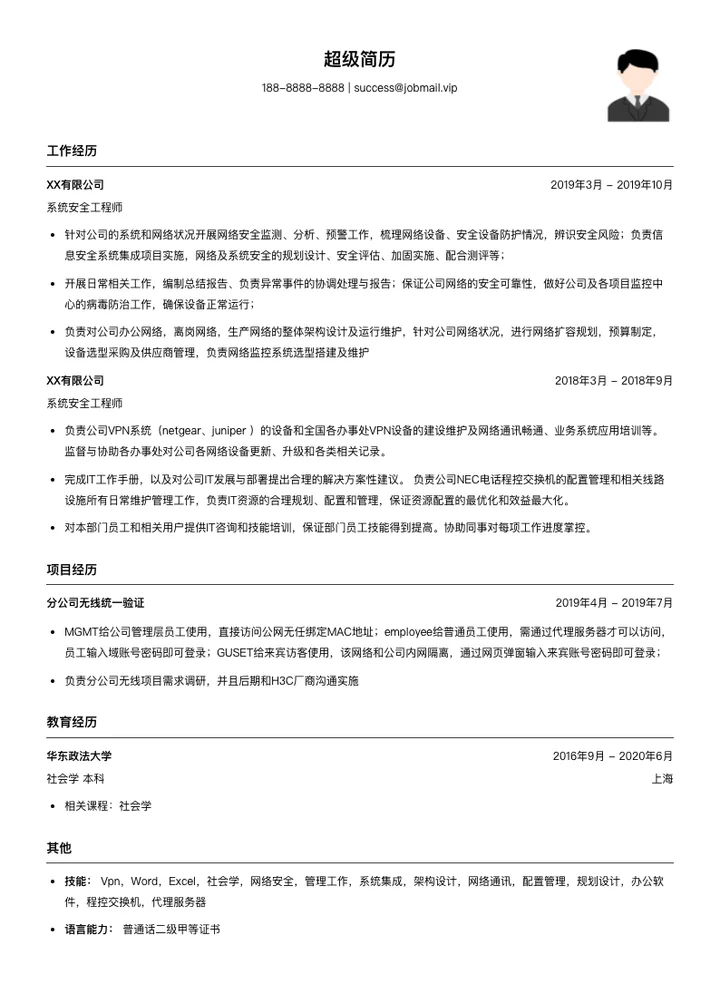 超级简历
188-8888-8888 | success@jobmail.vip
工作经历
XX有限公司 2019年3月 – 2019年10月
系统安全工程师
• 针对公司的系统和网络状况开展网络安全监测、分析、预警工作，梳理网络设备、安全设备防护情况，辨识安全风险；负责信
息安全系统集成项目实施，网络及系统安全的规划设计、安全评估、加固实施、配合测评等；
• 开展日常相关工作，编制总结报告、负责异常事件的协调处理与报告；保证公司网络的安全可靠性，做好公司及各项目监控中
心的病毒防治工作，确保设备正常运行；
• 负责对公司办公网络，离岗网络，生产网络的整体架构设计及运行维护，针对公司网络状况，进行网络扩容规划，预算制定，
设备选型采购及供应商管理，负责网络监控系统选型搭建及维护
XX有限公司 2018年3月 – 2018年9月
系统安全工程师
• 负责公司VPN系统（netgear、juniper ）的设备和全国各办事处VPN设备的建设维护及网络通讯畅通、业务系统应用培训等。
监督与协助各办事处对公司各网络设备更新、升级和各类相关记录。
• 完成IT工作手册，以及对公司IT发展与部署提出合理的解决方案性建议。 负责公司NEC电话程控交换机的配置管理和相关线路
设施所有日常维护管理工作，负责IT资源的合理规划、配置和管理，保证资源配置的最优化和效益最大化。
• 对本部门员工和相关用户提供IT咨询和技能培训，保证部门员工技能得到提高。协助同事对每项工作进度掌控。
项目经历
分公司无线统一验证 2019年4月 – 2019年7月
• MGMT给公司管理层员工使用，直接访问公网无任绑定MAC地址；employee给普通员工使用，需通过代理服务器才可以访问，
员工输入域账号密码即可登录；GUSET给来宾访客使用，该网络和公司内网隔离，通过网页弹窗输入来宾账号密码即可登录；
• 负责分公司无线项目需求调研，并且后期和H3C厂商沟通实施
教育经历
华东政法大学 2016年9月 – 2020年6月
社会学 本科 上海
• 相关课程：社会学
其他
• 技能： Vpn，Word，Excel，社会学，网络安全，管理工作，系统集成，架构设计，网络通讯，配置管理，规划设计，办公软
件，程控交换机，代理服务器
• 语言能力： 普通话二级甲等证书